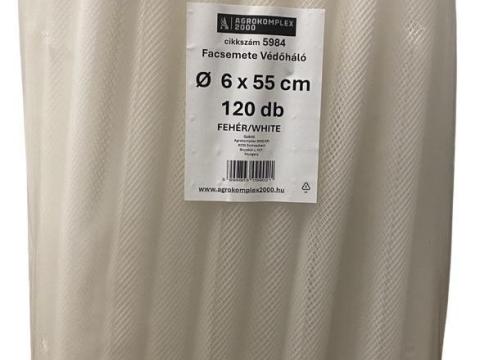 AGROKOMPLEX
2000
cikkszám 5984
Facsemete Védőháló
Ø 6 x 55 cm
120 db
FEHÉR/WHITE
www.agrokomplex2000.hu